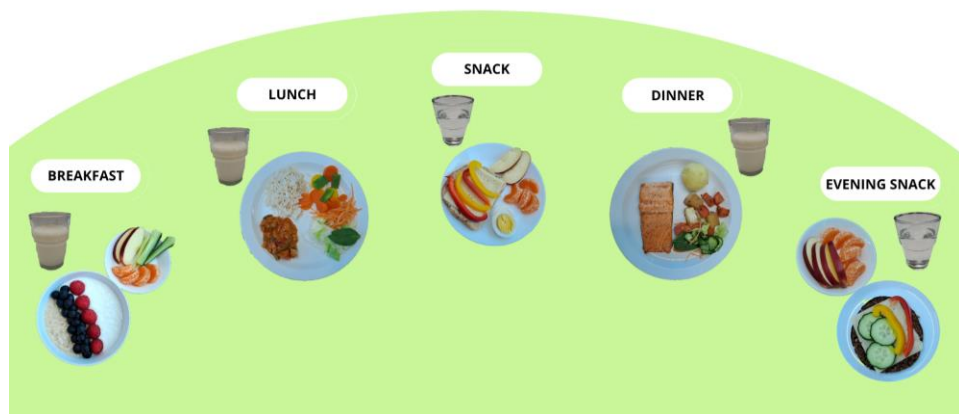 BREAKFAST
LUNCH
SNACK
DINNER
EVENING SNACK